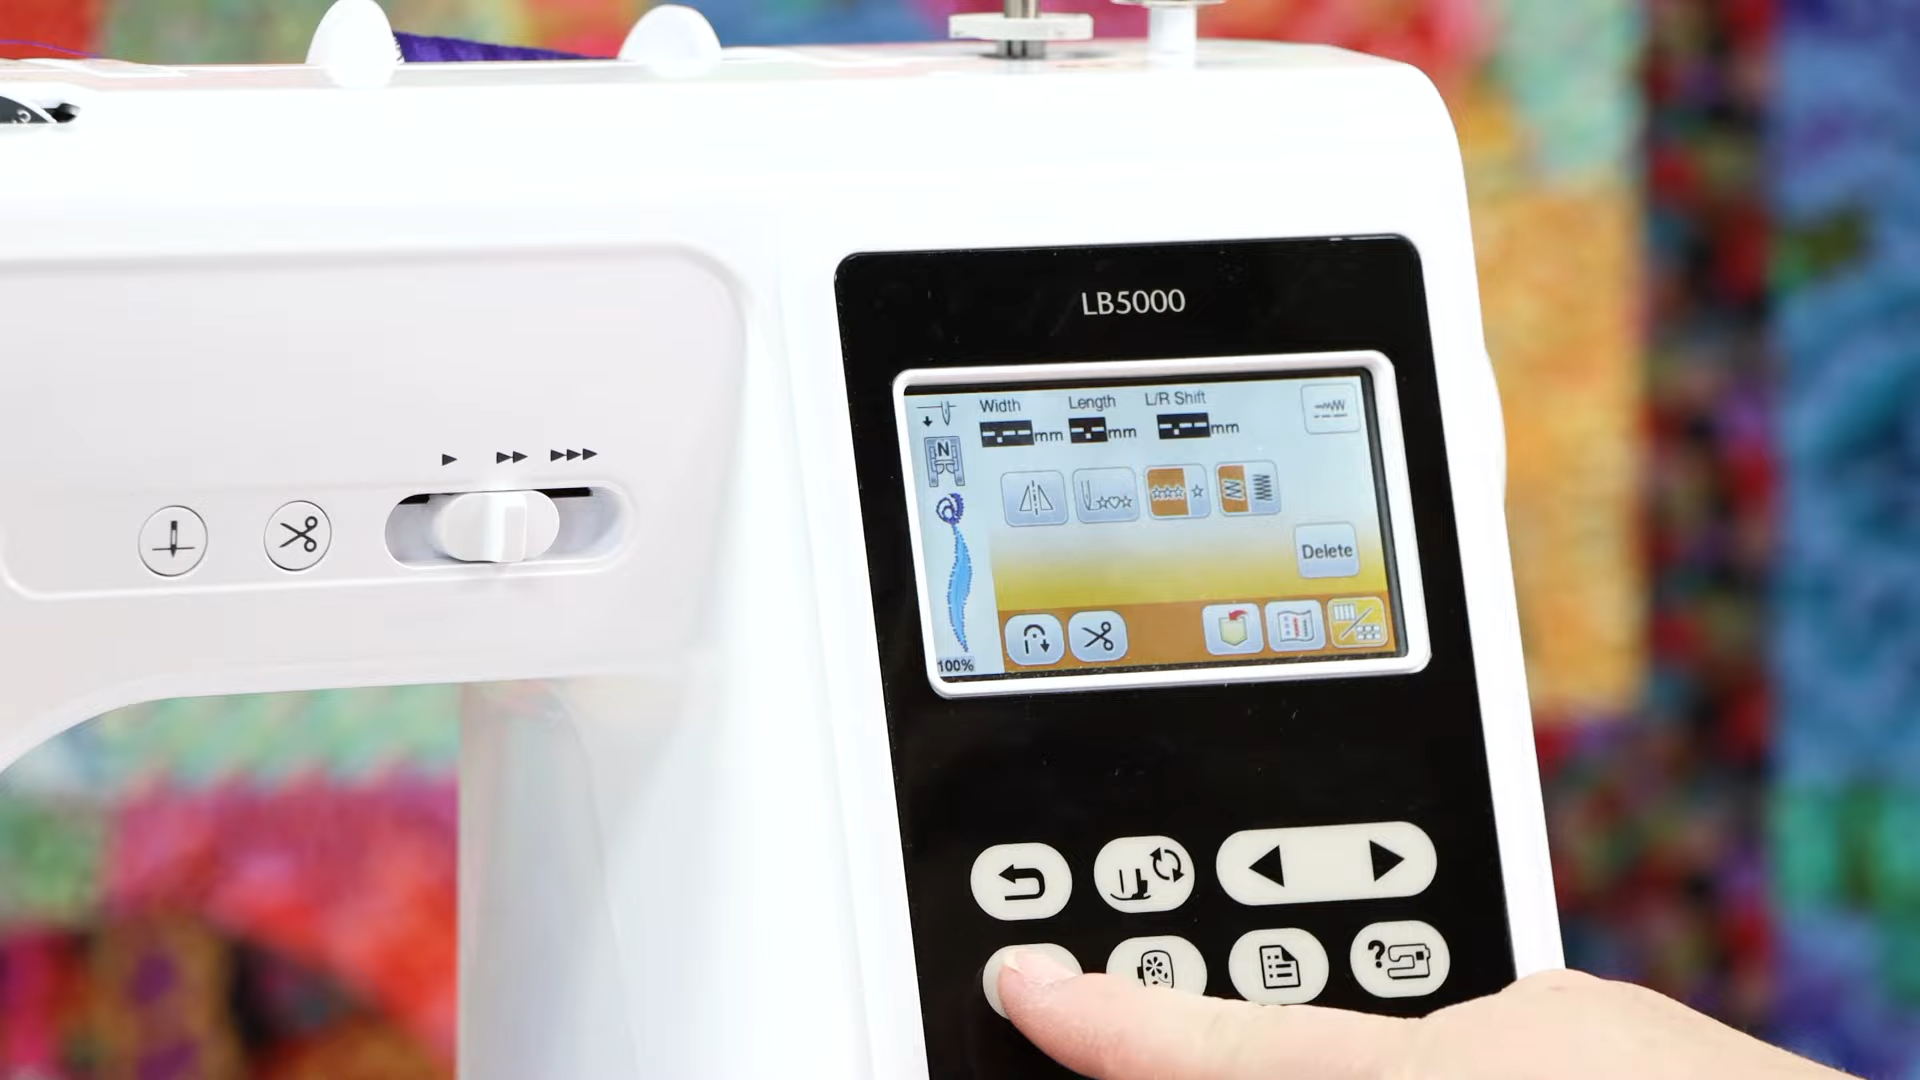 LB5000
Width Length L/R Shift
-.-- mm -.- mm -.-- mm
N
Delete
100%
?